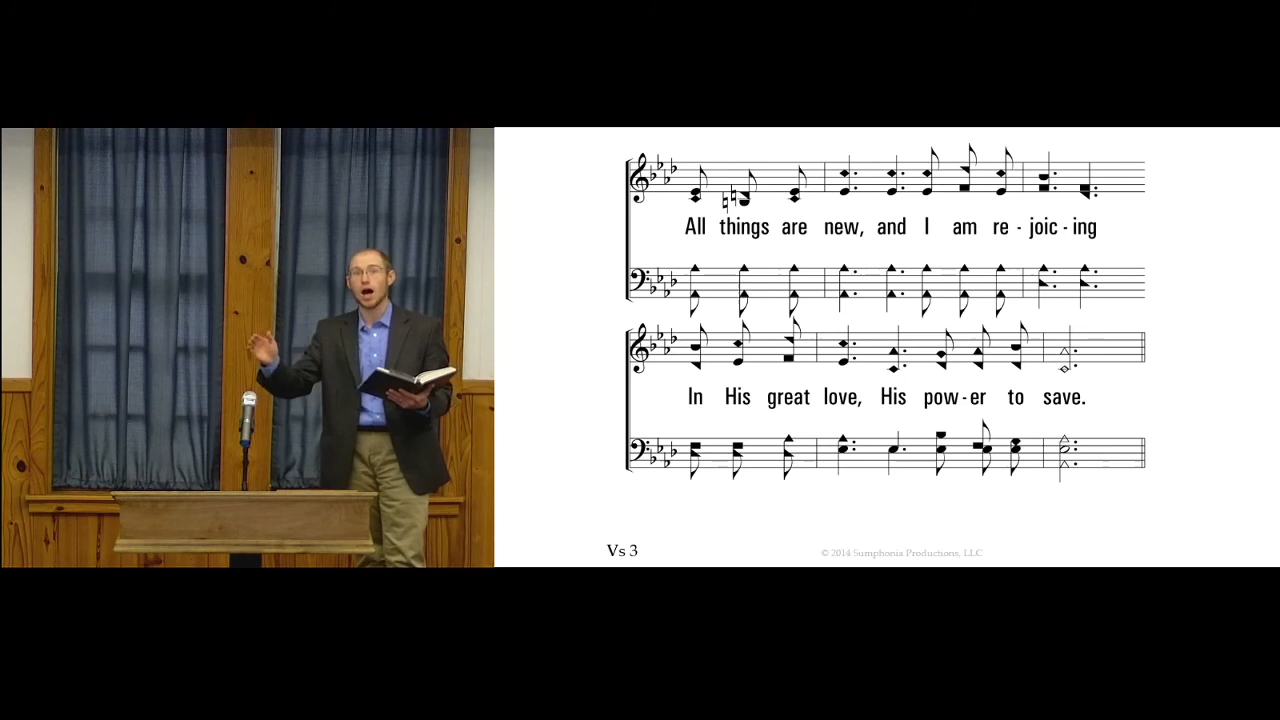 All things are new, and I am re - joic - ing
In His great love, His pow - er to save.
Vs 3
© 2014 Sumphonia Productions, LLC